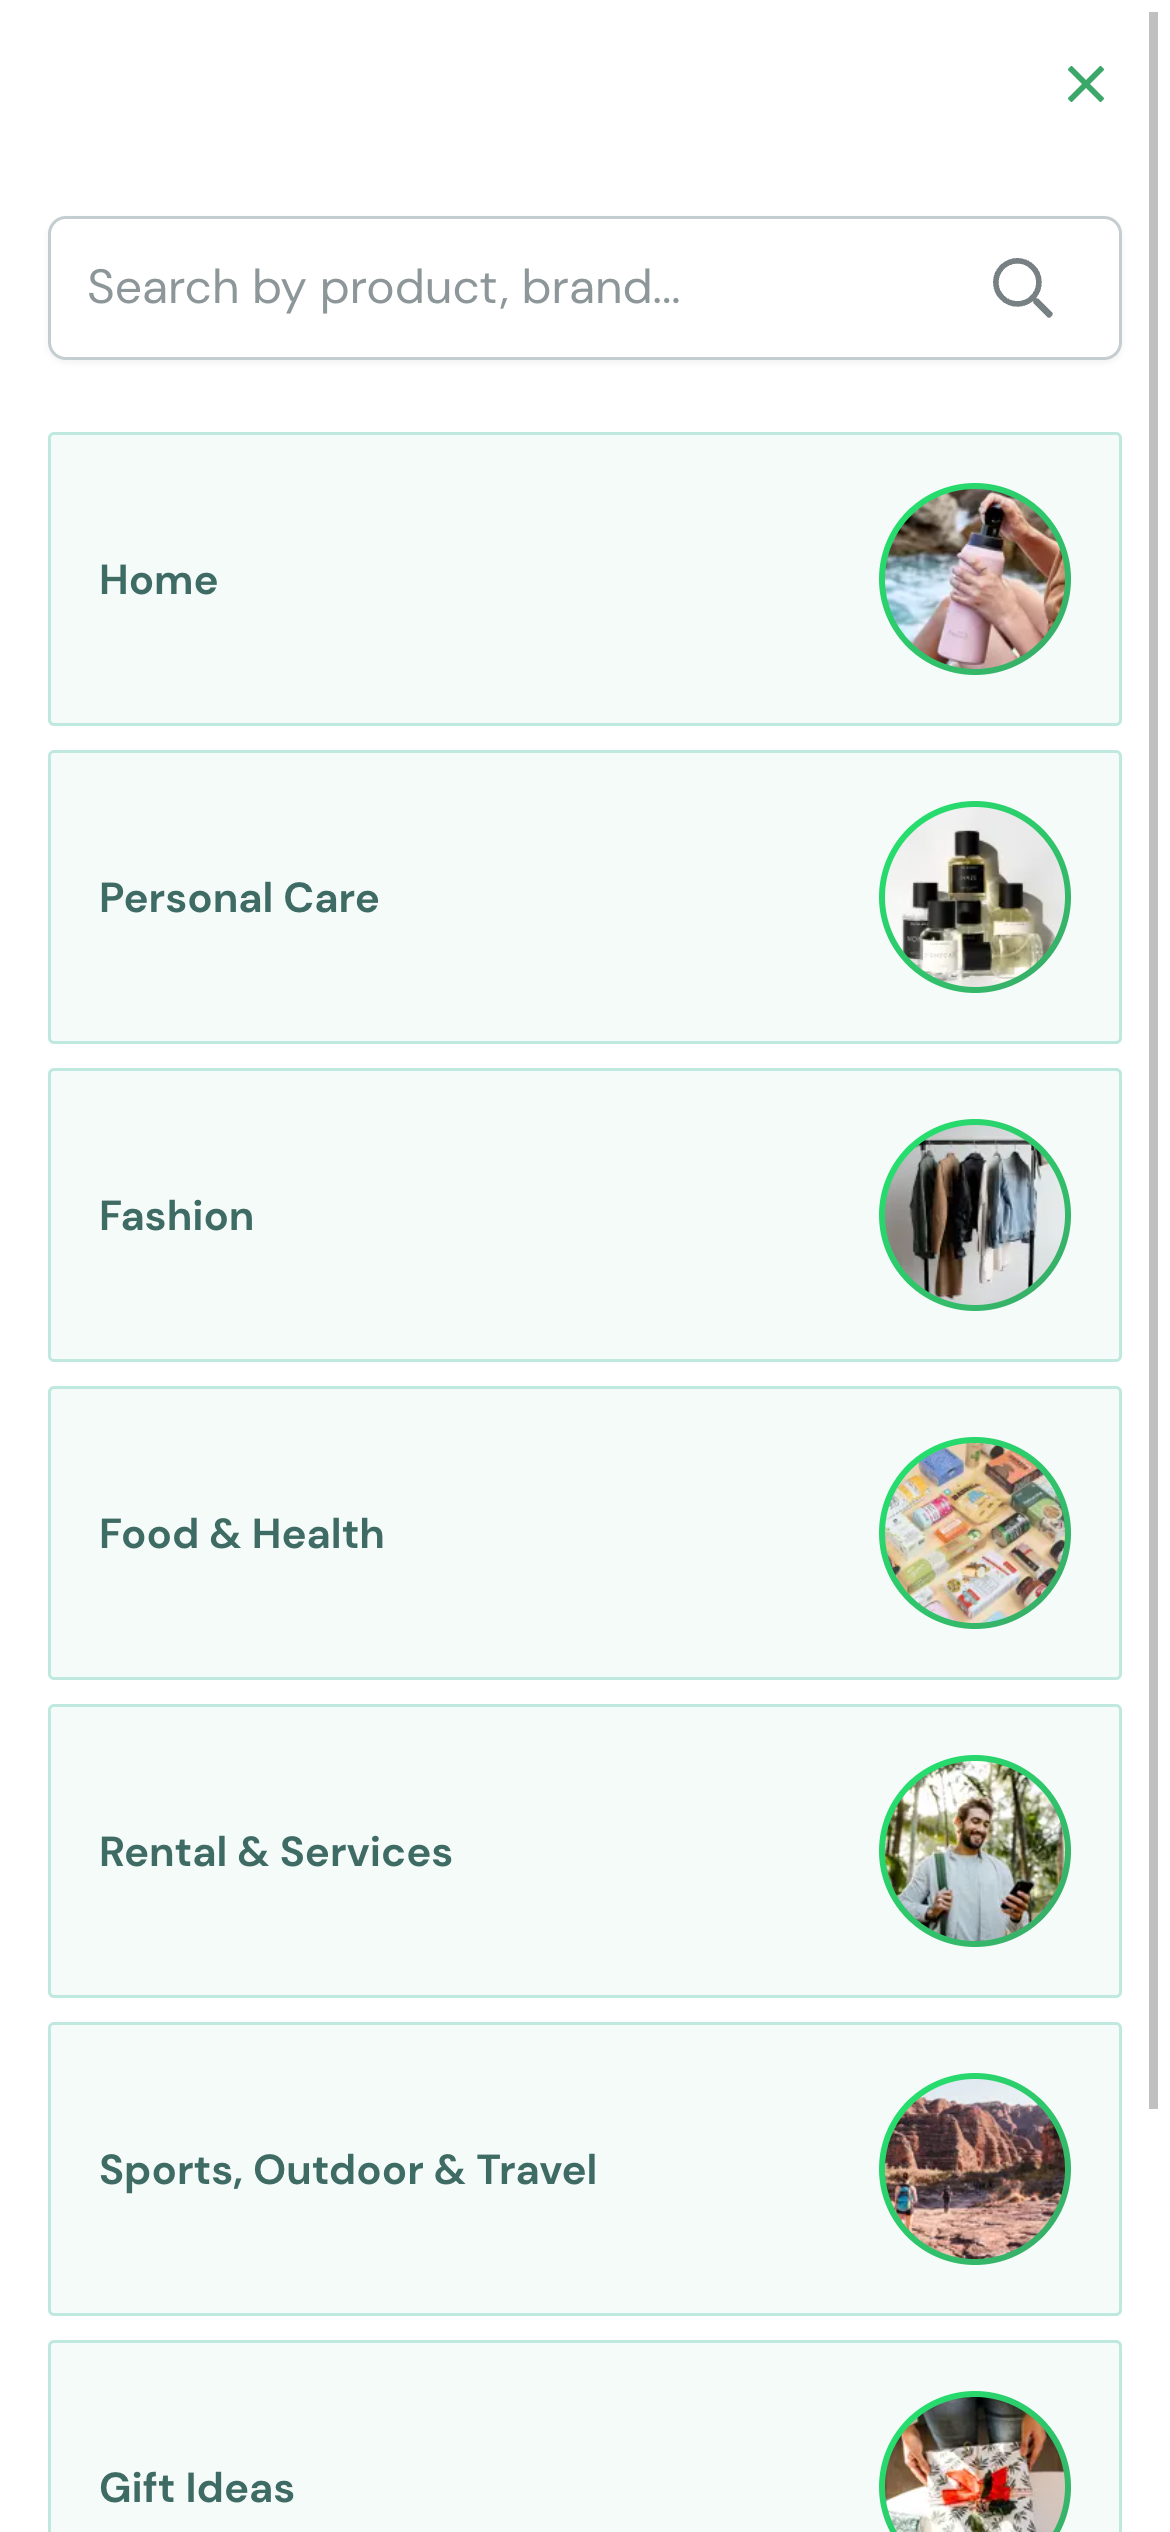 Search by product, brand...
Home
Personal Care
Fashion
Food & Health
Rental & Services
Sports, Outdoor & Travel
Gift Ideas